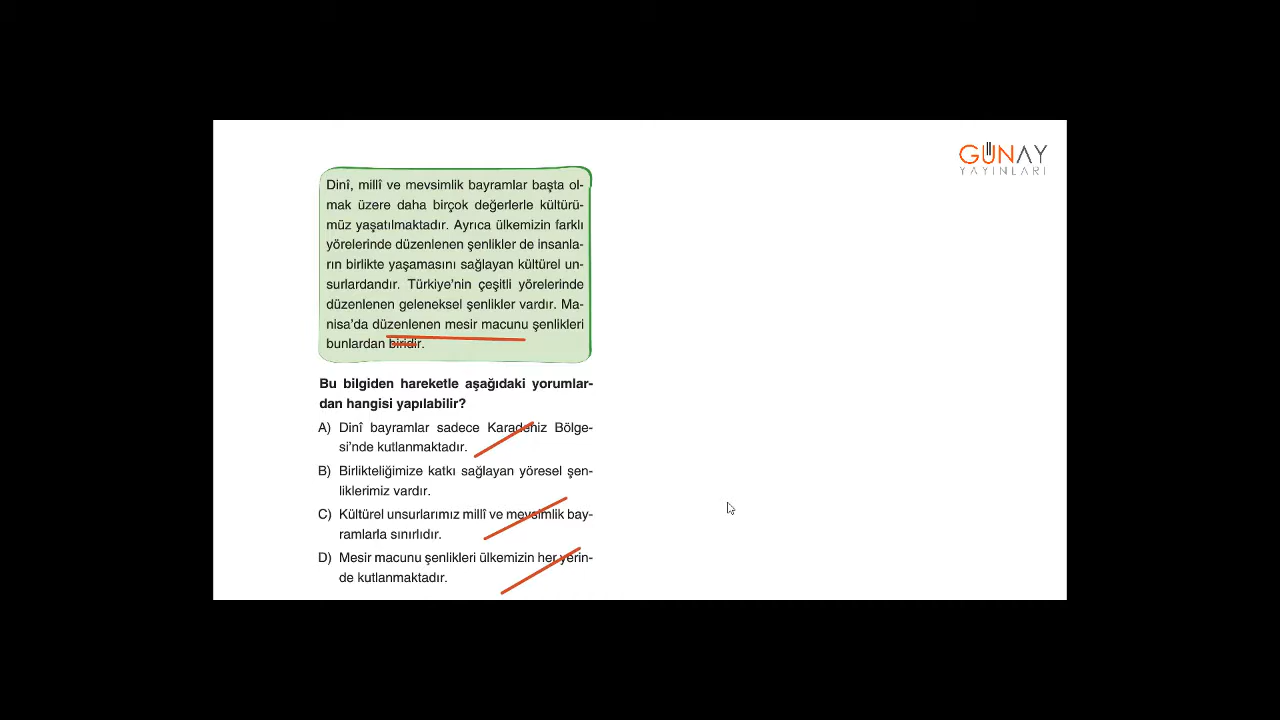 GÜNAY
YAYINLARI
Dinî, millî ve mevsimlik bayramlar başta ol-
mak üzere daha birçok değerlerle kültürü-
müz yaşatılmaktadır. Ayrıca ülkemizin farklı
yörelerinde düzenlenen şenlikler de insanla-
rın birlikte yaşamasını sağlayan kültürel un-
surlardandır. Türkiye'nin çeşitli yörelerinde
düzenlenen geleneksel şenlikler vardır. Ma-
nisa'da düzenlenen mesir macunu şenlikleri
bunlardan biridir.
Bu bilgiden hareketle aşağıdaki yorumlar-
dan hangisi yapılabilir?
A) Dinî bayramlar sadece Karadeniz Bölge-
si'nde kutlanmaktadır.
B) Birlikteliğimize katkı sağlayan yöresel şen-
liklerimiz vardır.
C) Kültürel unsurlarımız millî ve mevsimlik bay-
ramlarla sınırlıdır.
D) Mesir macunu şenlikleri ülkemizin her yerin-
de kutlanmaktadır.